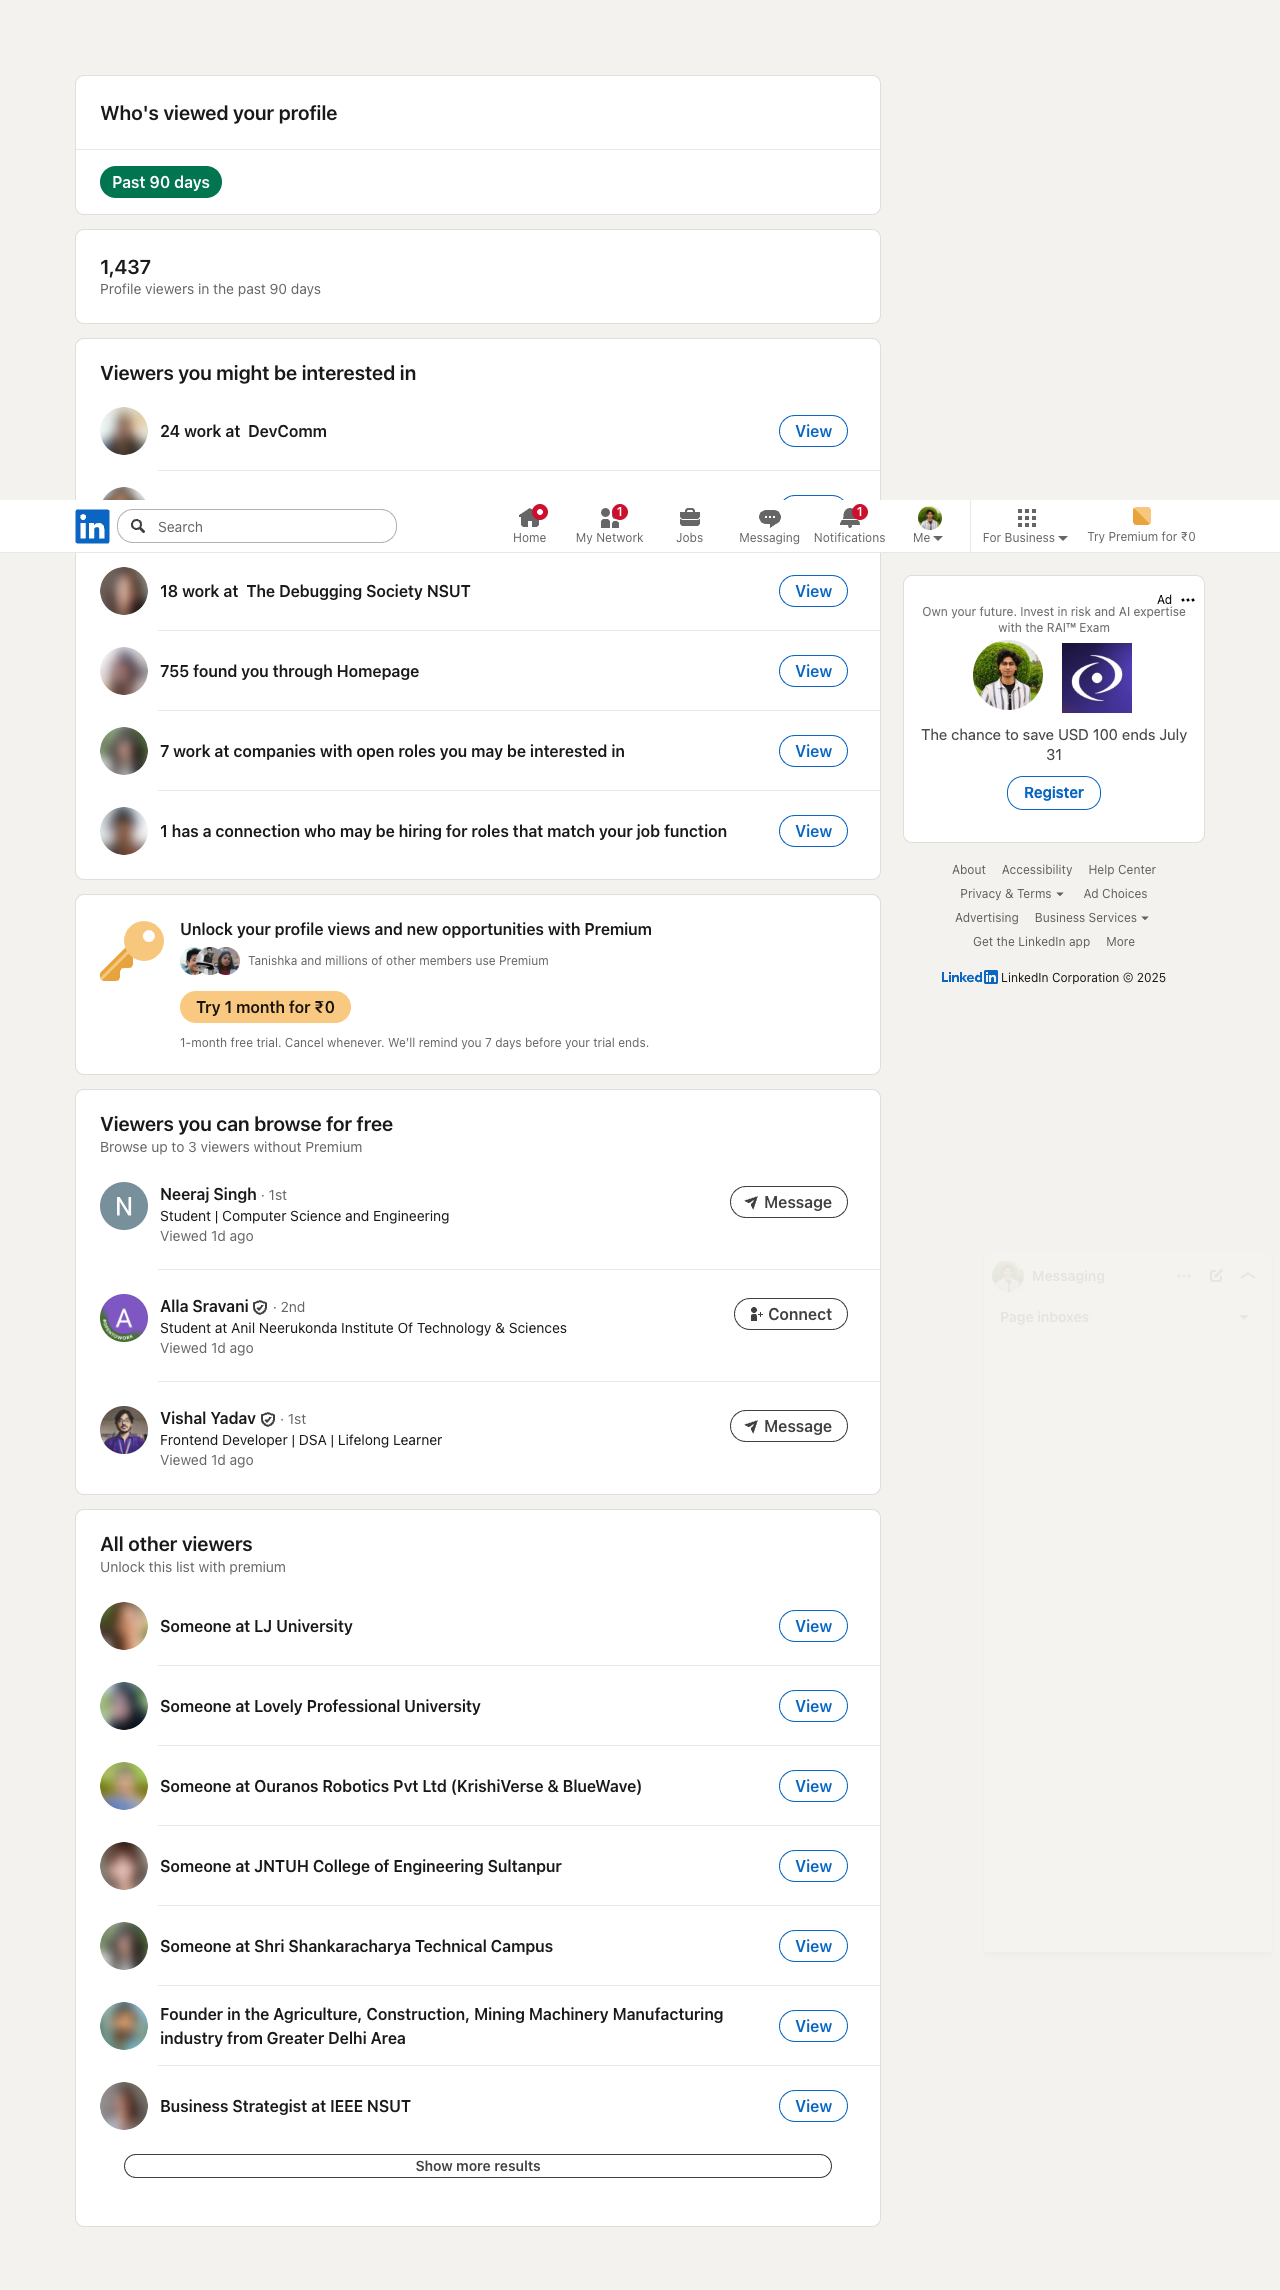 Who's viewed your profile
Past 90 days
1,437
Profile viewers in the past 90 days
Viewers you might be interested in
24 work at DevComm
View
in
Search
Home
1
My Network
Jobs
Messaging
1
Notifications
Me
For Business
Try Premium for ₹0
18 work at The Debugging Society NSUT
View
755 found you through Homepage
View
7 work at companies with open roles you may be interested in
View
1 has a connection who may be hiring for roles that match your job function
View
Ad
Own your future. Invest in risk and AI expertise
with the RAI™ Exam
The chance to save USD 100 ends July
31
Register
About Accessibility Help Center
Privacy & Terms Ad Choices
Advertising Business Services
Get the LinkedIn app More
LinkedIn LinkedIn Corporation © 2025
Unlock your profile views and new opportunities with Premium
Tanishka and millions of other members use Premium
Try 1 month for ₹0
1-month free trial. Cancel whenever. We'll remind you 7 days before your trial ends.
Viewers you can browse for free
Browse up to 3 viewers without Premium
N
Neeraj Singh · 1st
Student | Computer Science and Engineering
Viewed 1d ago
Message
A
Alla Sravani · 2nd
Student at Anil Neerukonda Institute Of Technology & Sciences
Viewed 1d ago
Connect
Vishal Yadav · 1st
Frontend Developer | DSA | Lifelong Learner
Viewed 1d ago
Message
Messaging
Page inboxes
All other viewers
Unlock this list with premium
Someone at LJ University
View
Someone at Lovely Professional University
View
Someone at Ouranos Robotics Pvt Ltd (KrishiVerse & BlueWave)
View
Someone at JNTUH College of Engineering Sultanpur
View
Someone at Shri Shankaracharya Technical Campus
View
Founder in the Agriculture, Construction, Mining Machinery Manufacturing
industry from Greater Delhi Area
View
Business Strategist at IEEE NSUT
View
Show more results